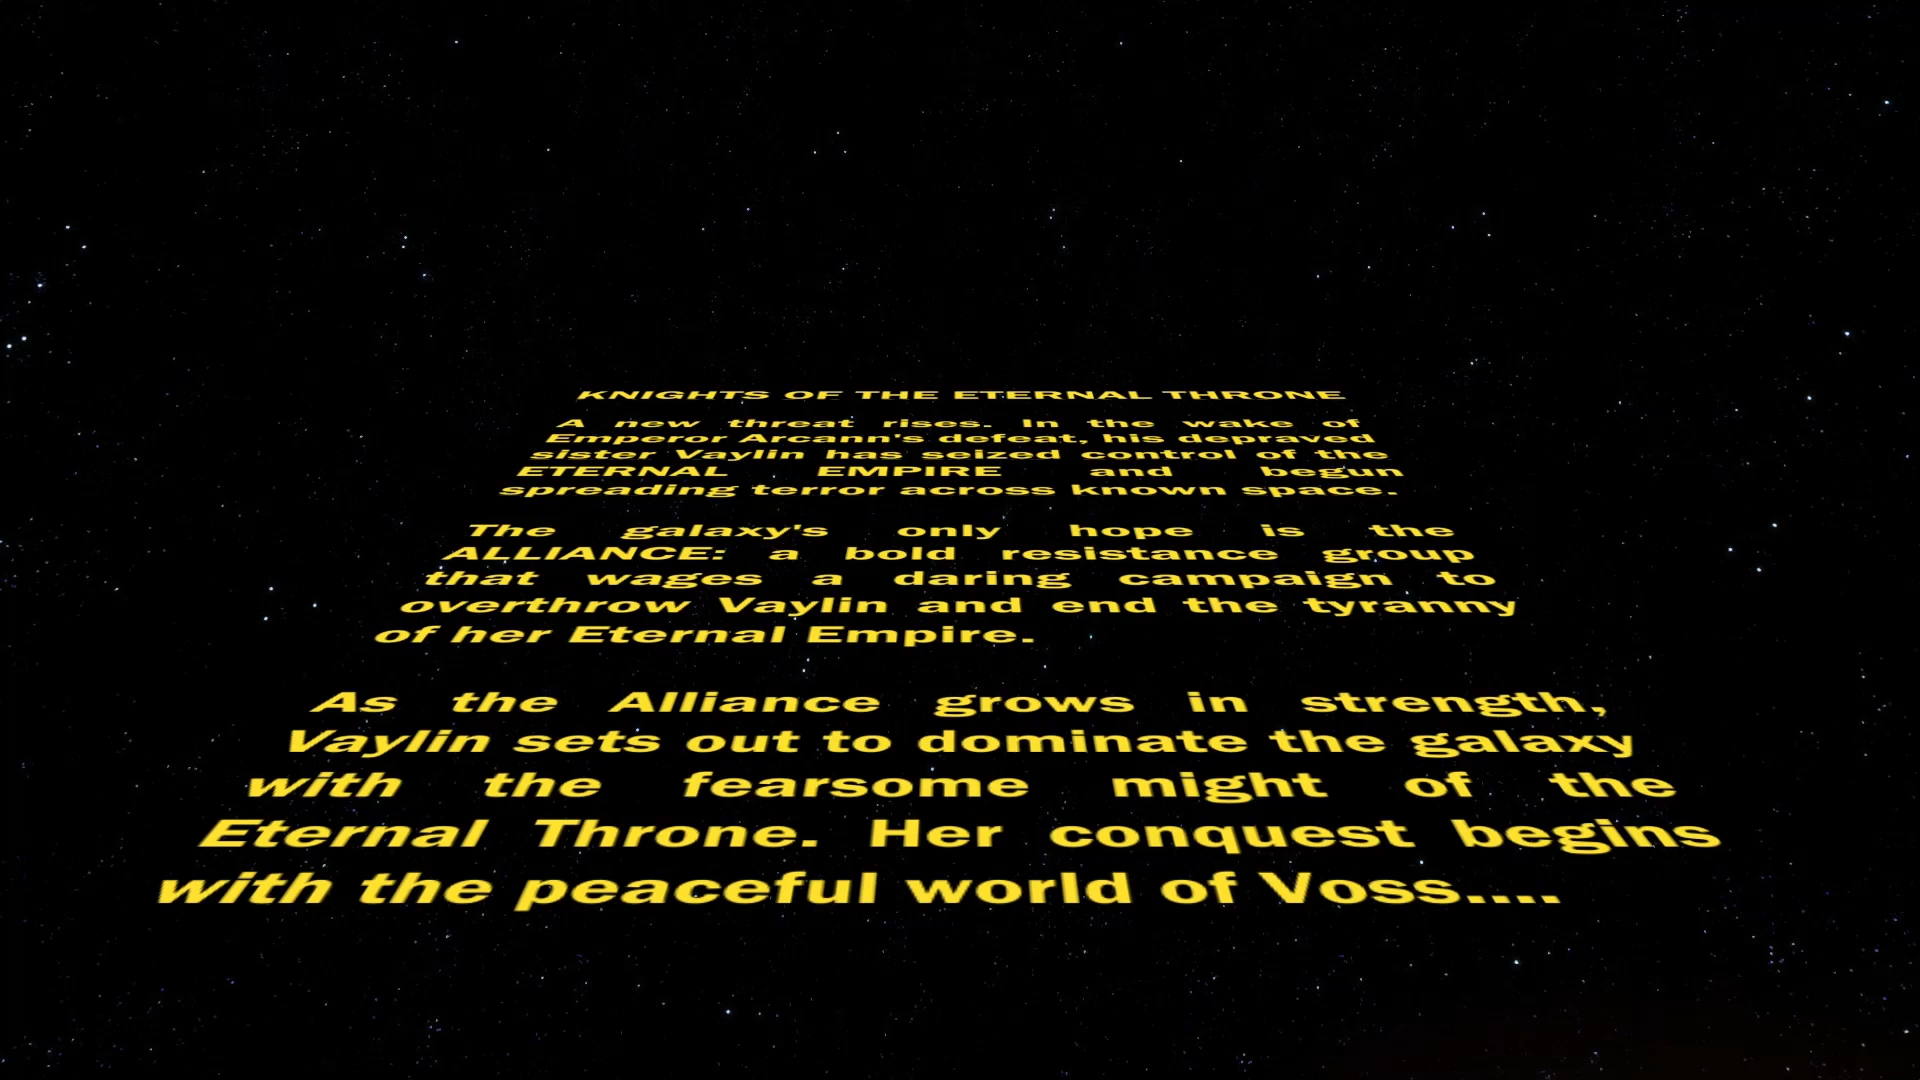 KNIGHTS OF THE ETERNAL THRONE
A new threat rises. In the wake of
Emperor Arcann's defeat, his depraved
sister Vaylin has seized control of the
ETERNAL EMPIRE and begun
spreading terror across known space.
The galaxy's only hope is the
ALLIANCE: a bold resistance group
that wages a daring campaign to
overthrow Vaylin and end the tyranny
of her Eternal Empire.
As the Alliance grows in strength,
Vaylin sets out to dominate the galaxy
with the fearsome might of the
Eternal Throne. Her conquest begins
with the peaceful world of Voss....